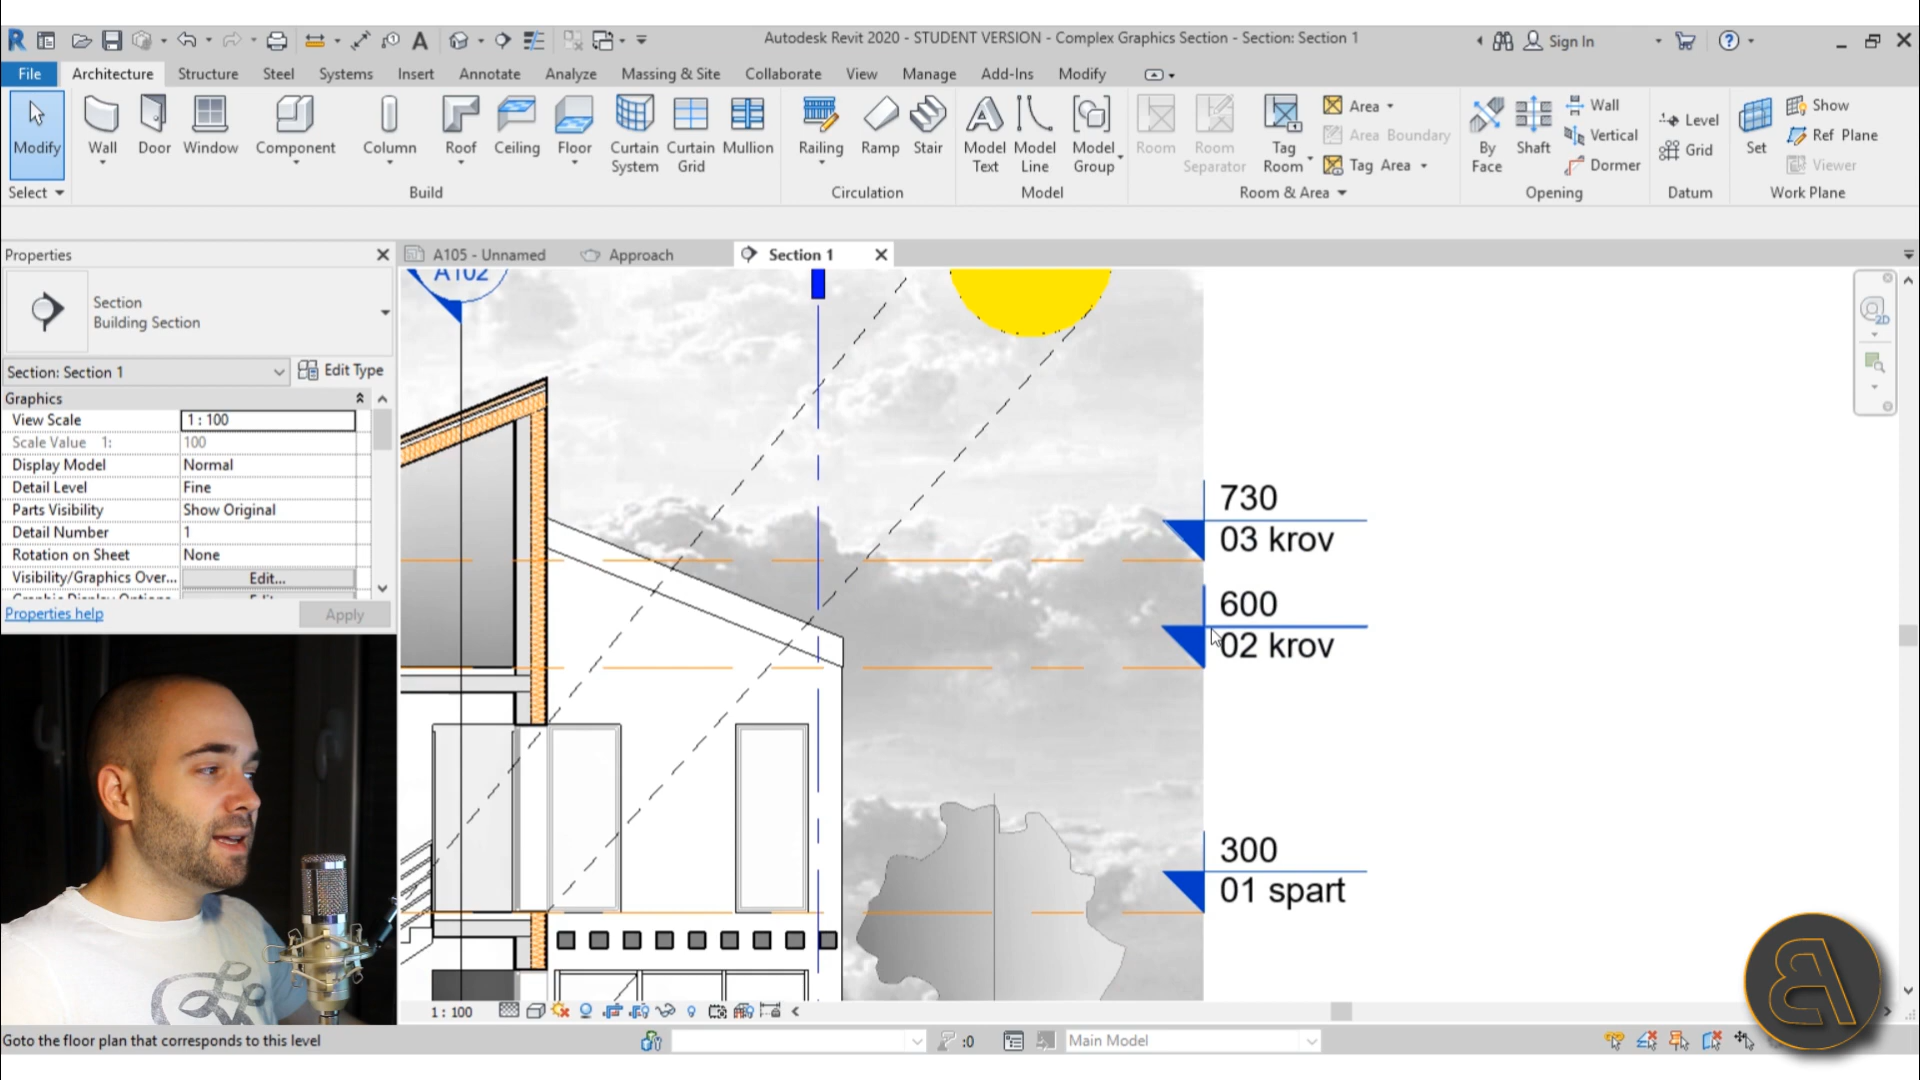 Autodesk Revit 2020 - STUDENT VERSION - Complex Graphics Section - Section: Section 1
Sign In
File Architecture Structure Steel Systems Insert Annotate Analyze Massing & Site Collaborate View Manage Add-Ins Modify
Modify
Wall
Door
Window
Component
Column
Roof
Ceiling
Floor
Curtain System
Curtain Grid
Mullion
Railing
Ramp
Stair
Model Text
Model Line
Model Group
Room
Room Separator
Tag Room
Area
Area Boundary
Tag Area
By Face
Shaft
Wall
Vertical
Dormer
Level
Grid
Set
Show
Ref Plane
Viewer
Select
Build
Circulation
Model
Room & Area
Opening
Datum
Work Plane
Properties
A105 - Unnamed
Approach
Section 1
Section
Building Section
Section: Section 1
Edit Type
Graphics
View Scale 1 : 100
Scale Value 1: 100
Display Model Normal
Detail Level Fine
Parts Visibility Show Original
Detail Number 1
Rotation on Sheet None
Visibility/Graphics Over... Edit...
Properties help
Apply
A102
2D
730
03 krov
600
02 krov
300
01 spart
1 : 100
Goto the floor plan that corresponds to this level
:0
Main Model